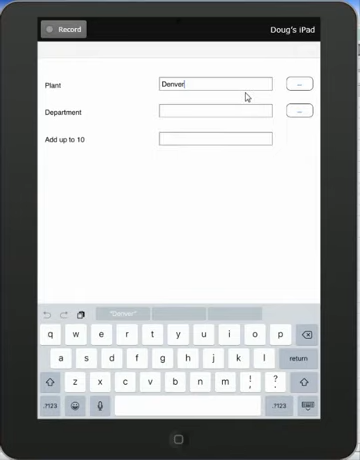 Record
Doug's iPad
Plant
Denver
...
Department
...
Add up to 10
"Denver"
q w e r t y u i o p
a s d f g h j k l return
z x c v b n m ! , ? .
.?123 .?123